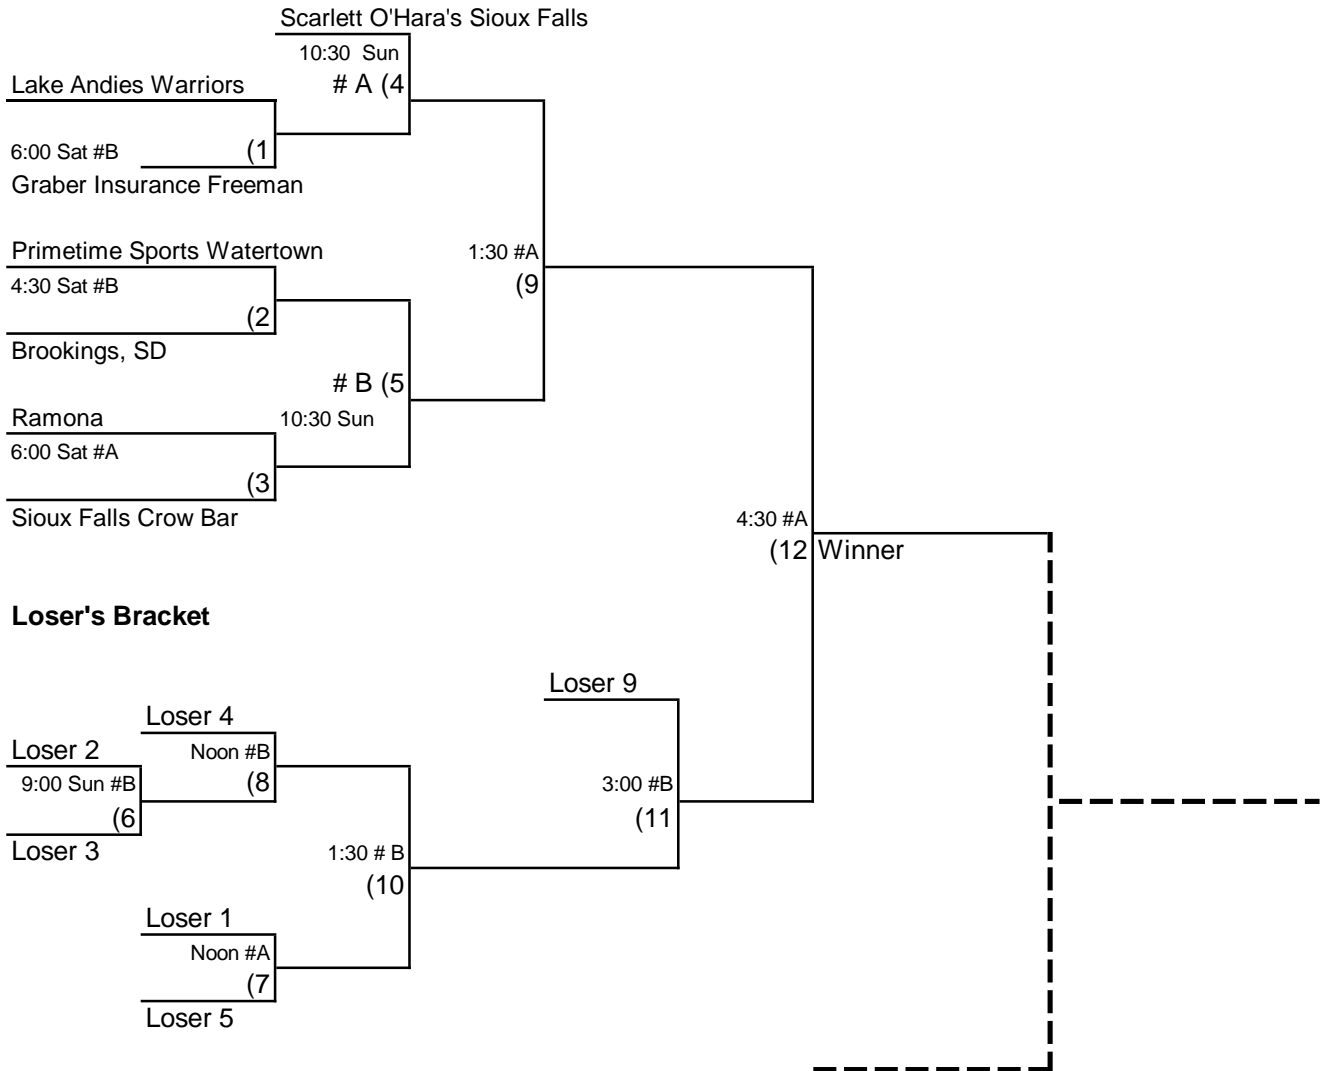 Scarlett O'Hara's Sioux Falls
10:30 Sun
Lake Andies Warriors
# A (4
6:00 Sat #B
(1
Graber Insurance Freeman
Primetime Sports Watertown
1:30 #A
4:30 Sat #B
(9
(2
Brookings, SD
# B (5
Ramona
10:30 Sun
6:00 Sat #A
(3
Sioux Falls Crow Bar
4:30 #A
(12 Winner
Loser's Bracket
Loser 9
Loser 4
Loser 2
Noon #B
9:00 Sun #B
(8
3:00 #B
(6
(11
Loser 3
1:30 # B
(10
Loser 1
Noon #A
(7
Loser 5